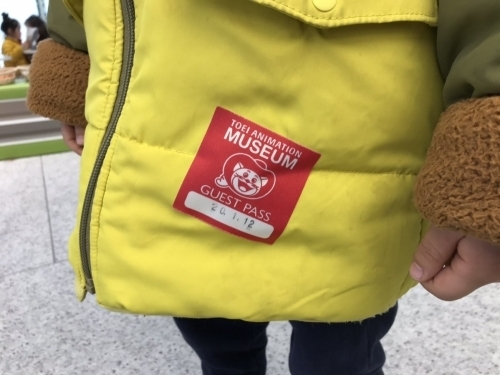 TOEI ANIMATION
MUSEUM
GUEST PASS
20.1.12